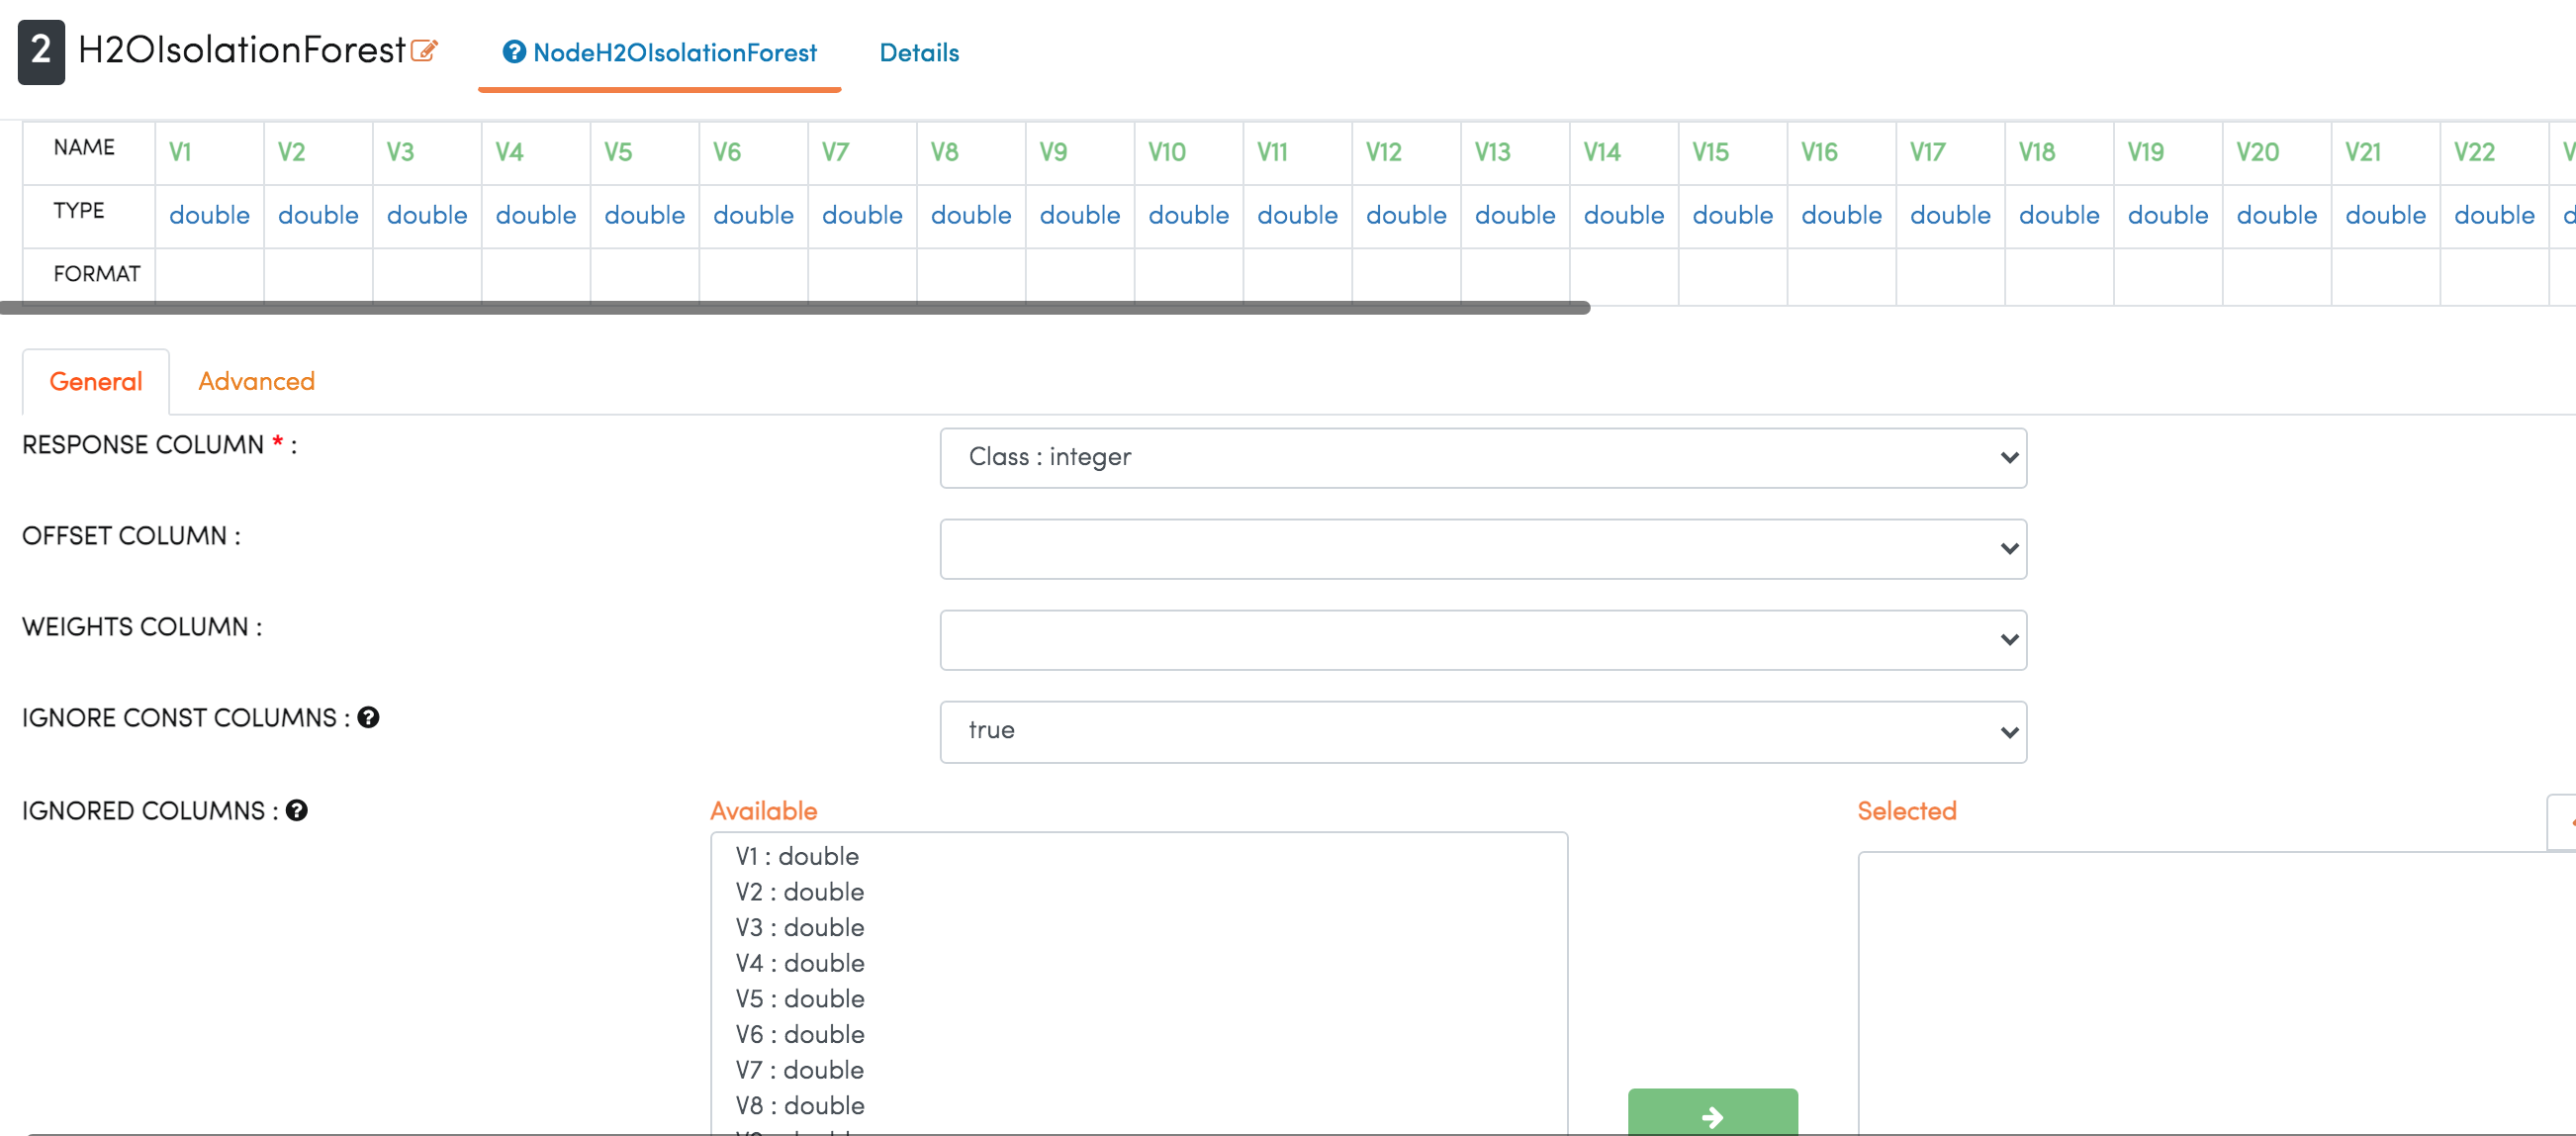 2 H2OIsolationForest NodeH2OIsolationForest Details
NAME V1 V2 V3 V4 V5 V6 V7 V8 V9 V10 V11 V12 V13 V14 V15 V16 V17 V18 V19 V20 V21 V22
TYPE double double double double double double double double double double double double double double double double double double double double double double
FORMAT
General Advanced
RESPONSE COLUMN * : Class : integer
OFFSET COLUMN :
WEIGHTS COLUMN :
IGNORE CONST COLUMNS : true
IGNORED COLUMNS : Available Selected
V1 : double
V2 : double
V3 : double
V4 : double
V5 : double
V6 : double
V7 : double
V8 : double